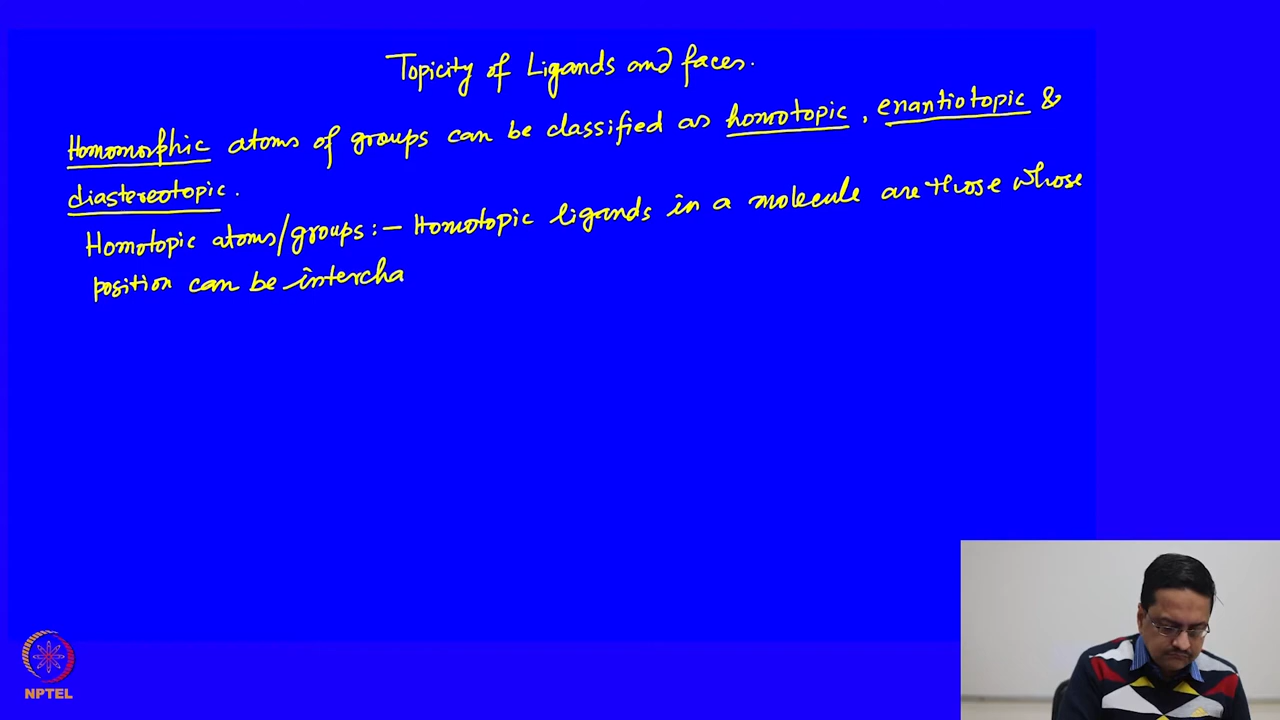 Topicity of Ligands and faces.
Homomorphic atoms of groups can be classified as homotopic, enantiotopic &
diastereotopic.
Homotopic atoms/groups:- Homotopic ligands in a molecule are those whose
position can be intercha
NPTEL